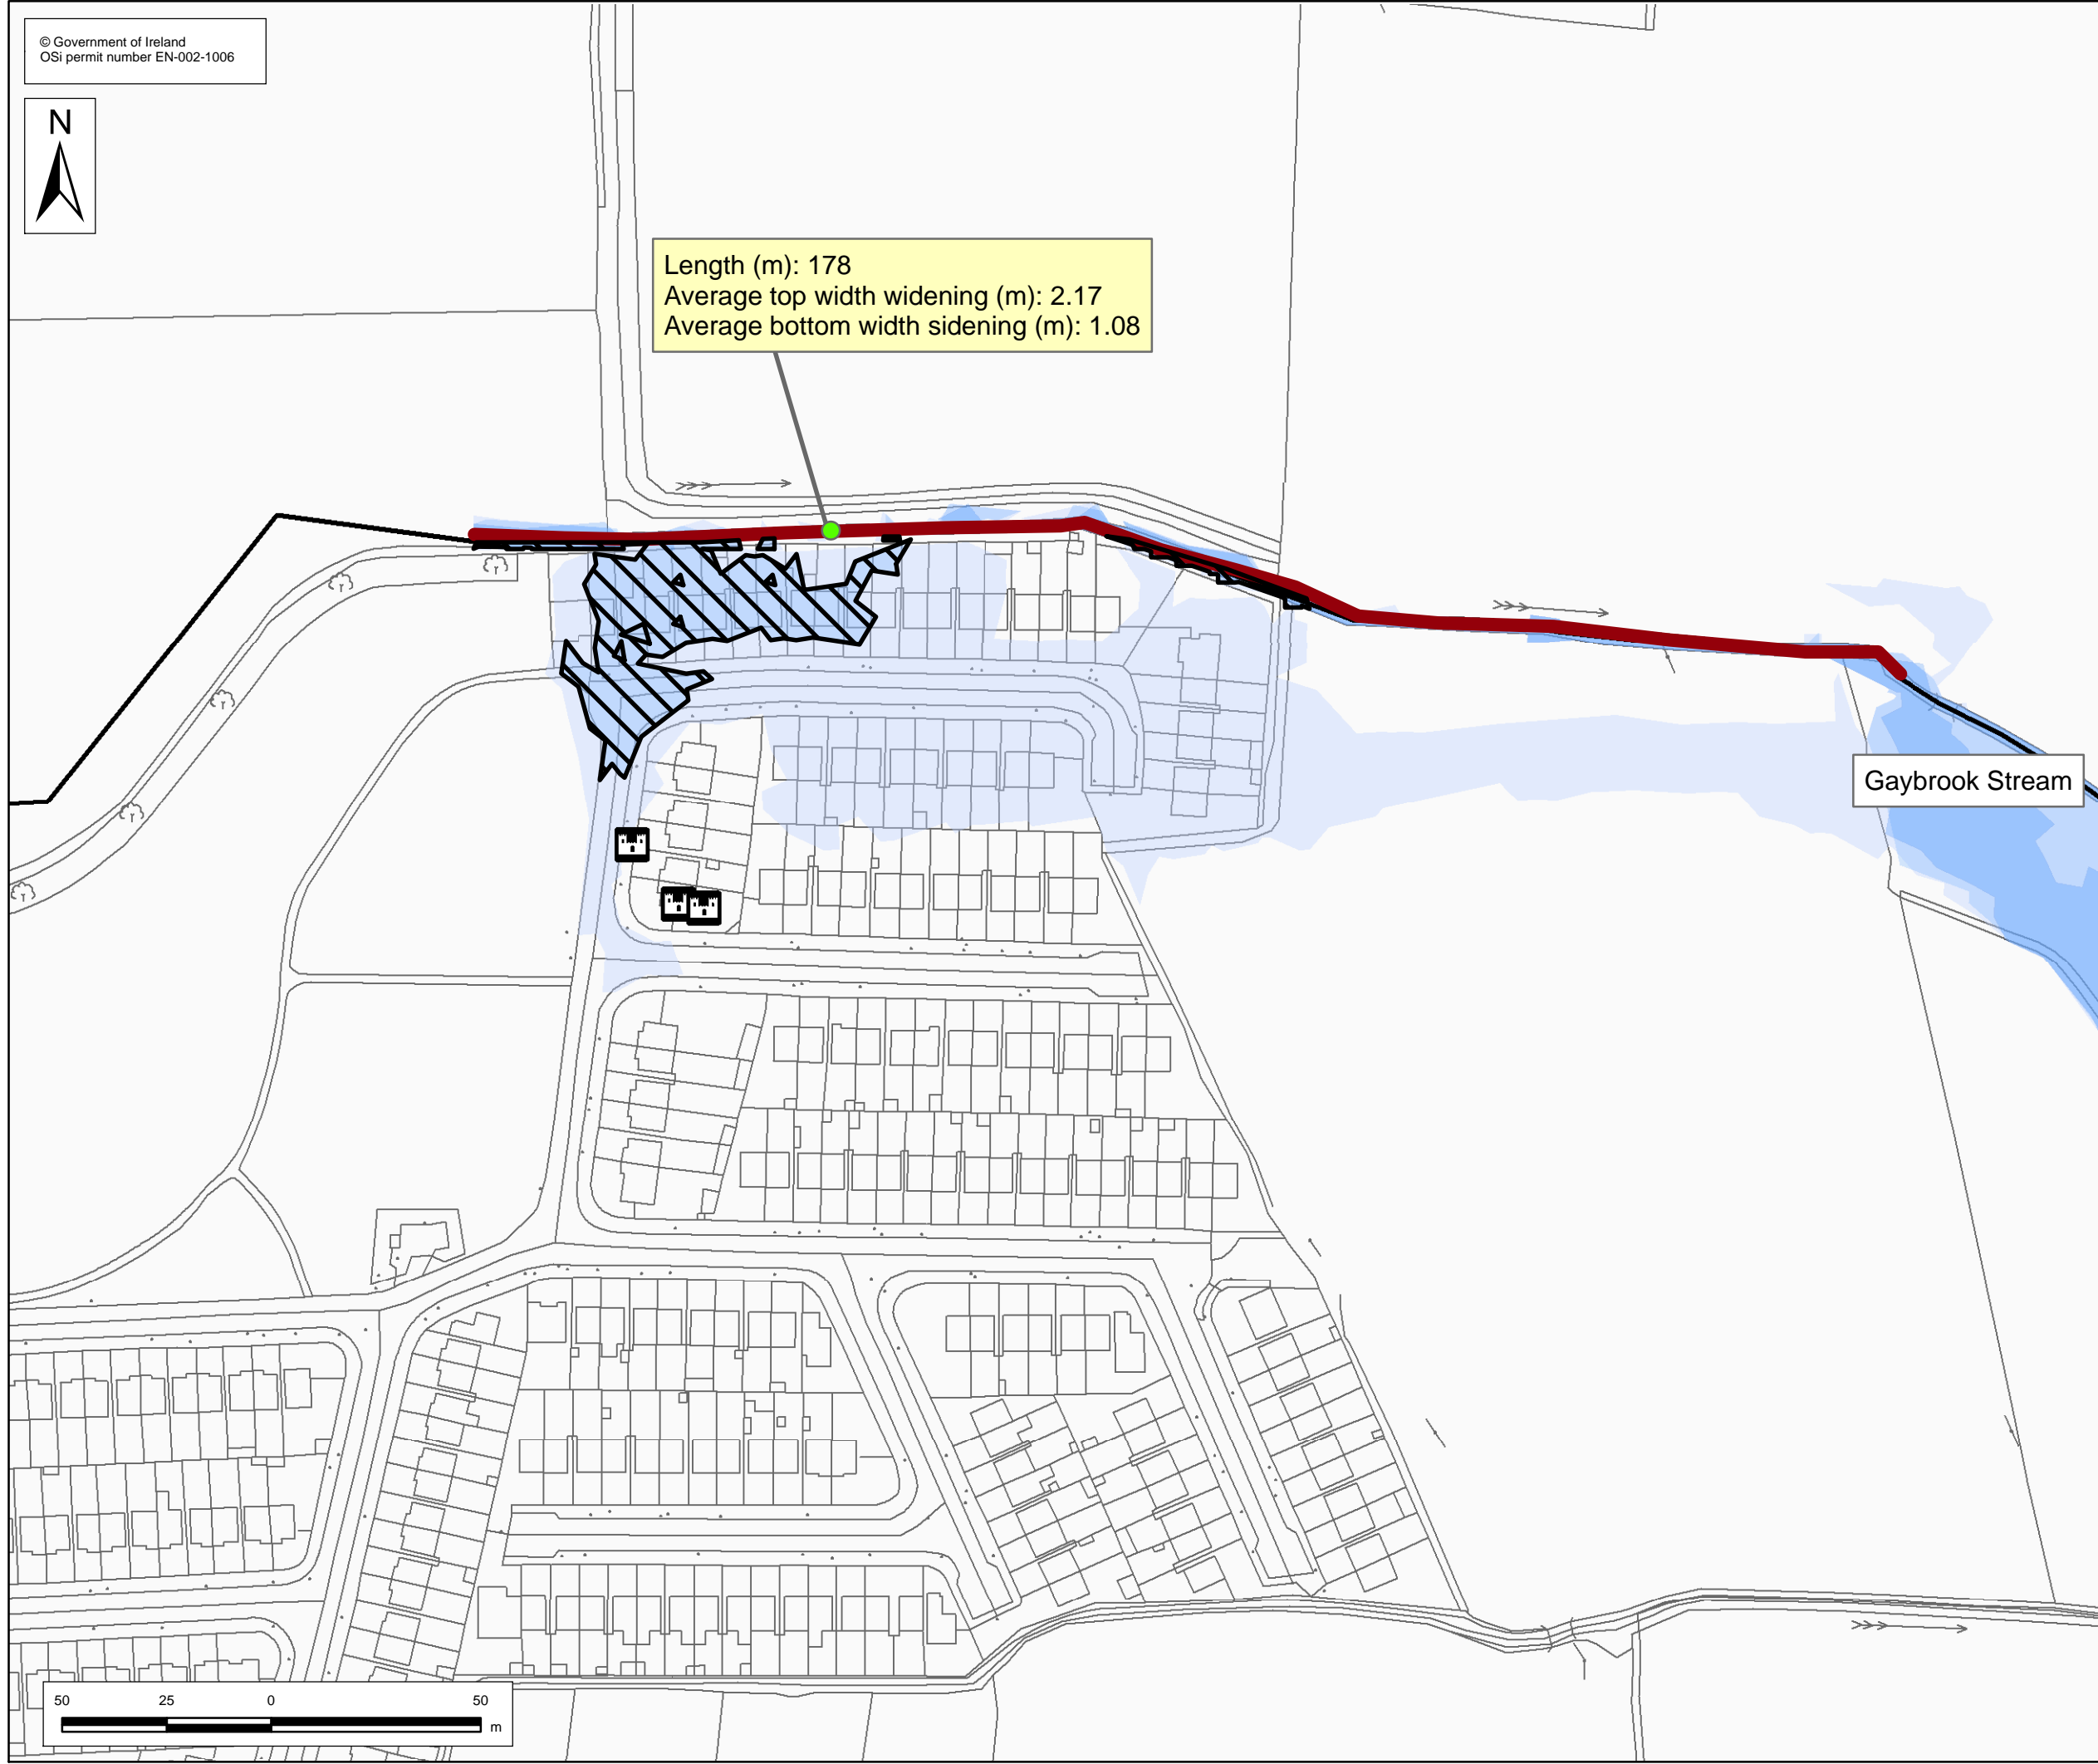 © Government of Ireland
OSi permit number EN-002-1006
N
Length (m): 178
Average top width widening (m): 2.17
Average bottom width sidening (m): 1.08
Gaybrook Stream
50 25 0 50
m